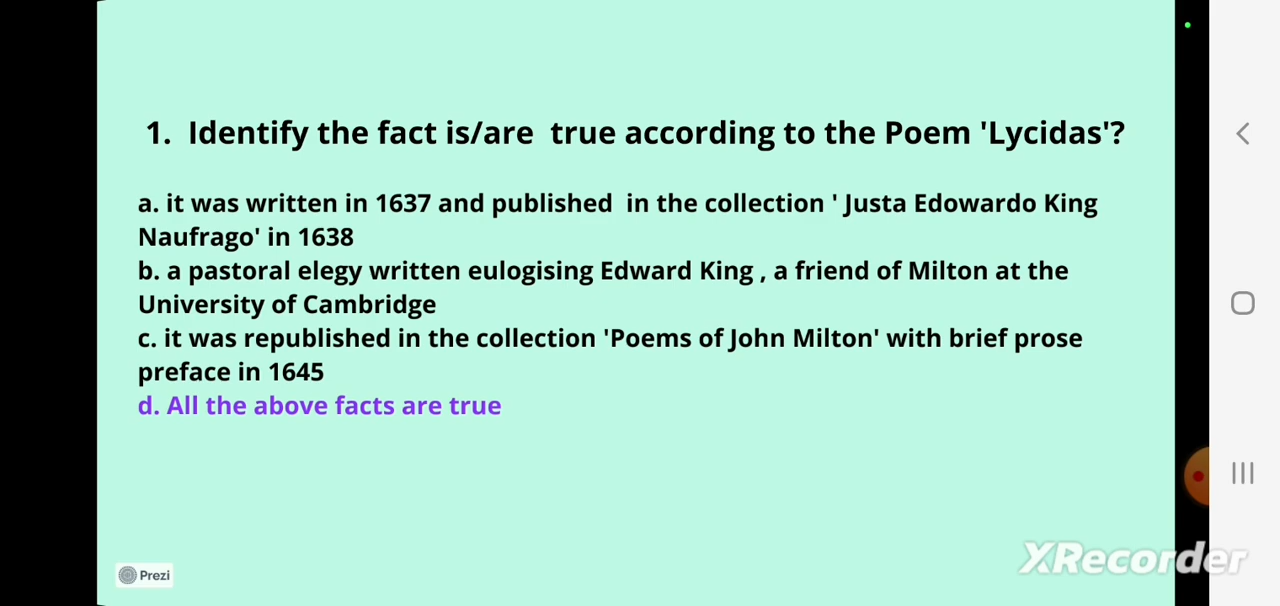 1. Identify the fact is/are true according to the Poem 'Lycidas'?
a. it was written in 1637 and published in the collection ' Justa Edowardo King
Naufrago' in 1638
b. a pastoral elegy written eulogising Edward King , a friend of Milton at the
University of Cambridge
c. it was republished in the collection 'Poems of John Milton' with brief prose
preface in 1645
d. All the above facts are true
XRecorder
Prezi